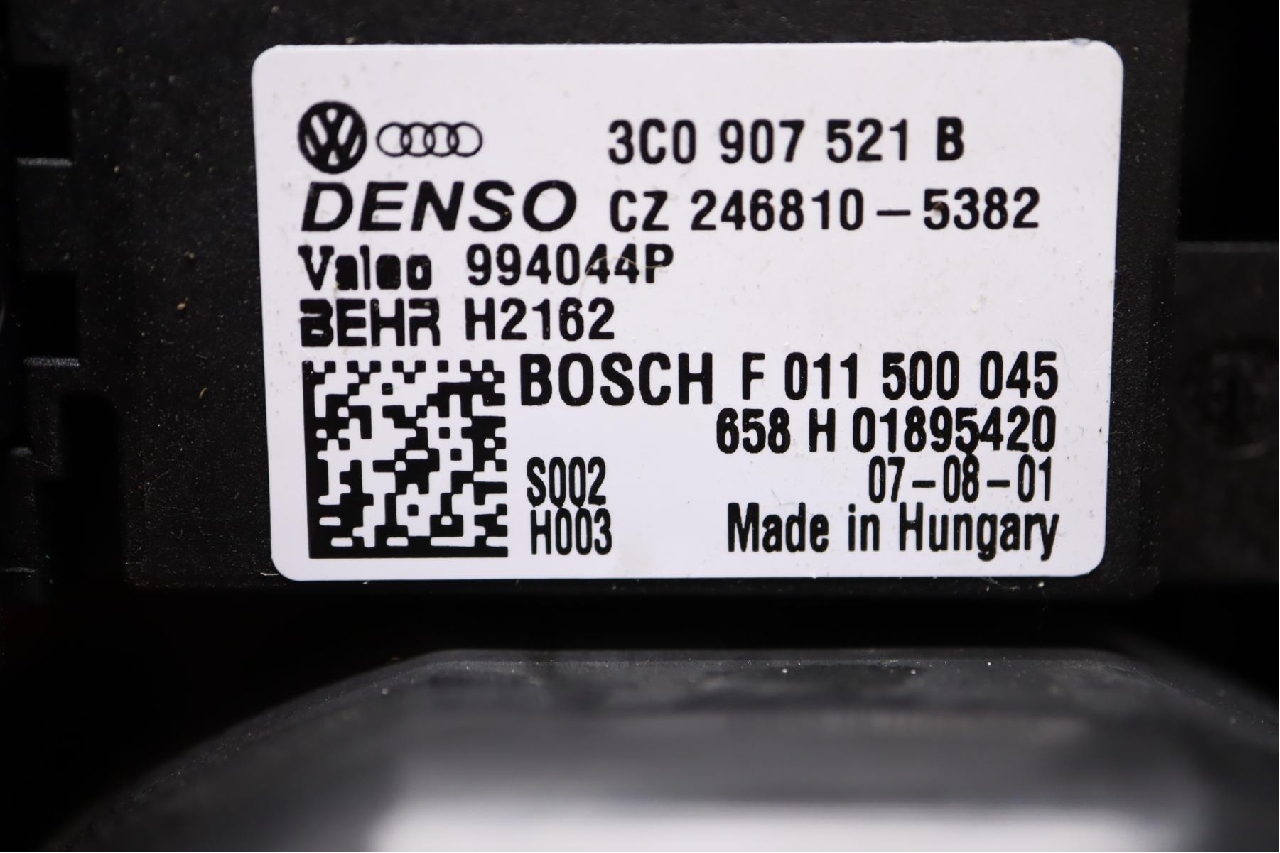 3C0 907 521 B
DENSO CZ 246810-5382
Valeo 994044P
BEHR H2162
BOSCH F 011 500 045
658 H 01895420
S002 07-08-01
H003 Made in Hungary